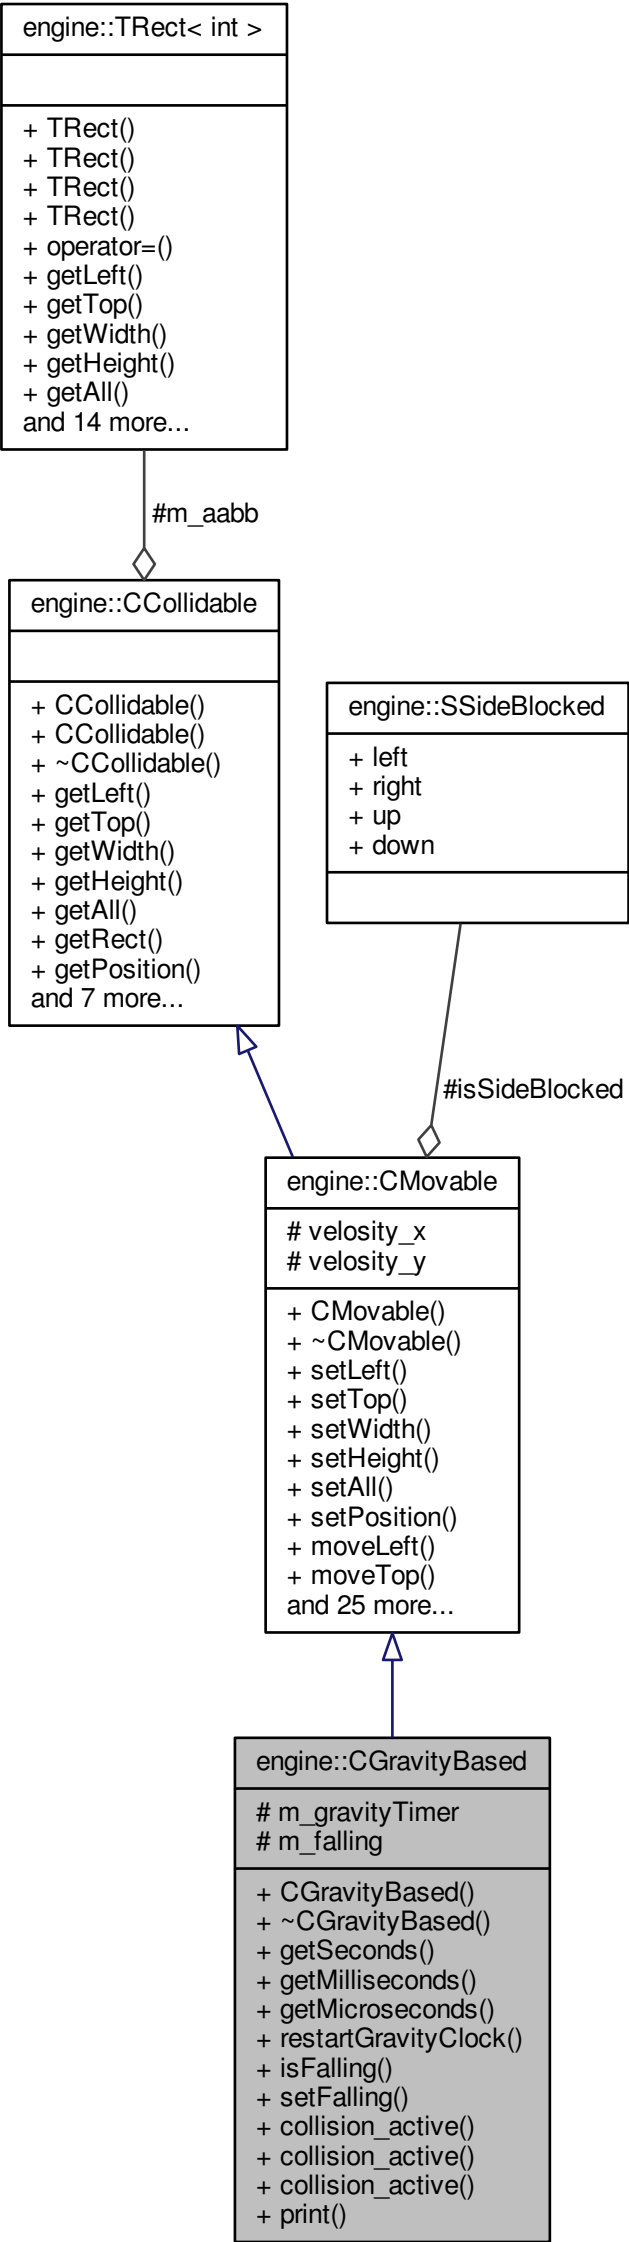 engine::TRect< int >
+ TRect()
+ TRect()
+ TRect()
+ TRect()
+ operator=()
+ getLeft()
+ getTop()
+ getWidth()
+ getHeight()
+ getAll()
and 14 more...
#m_aabb
engine::CCollidable
+ CCollidable()
+ CCollidable()
+ ~CCollidable()
+ getLeft()
+ getTop()
+ getWidth()
+ getHeight()
+ getAll()
+ getRect()
+ getPosition()
and 7 more...
engine::SSideBlocked
+ left
+ right
+ up
+ down
#isSideBlocked
engine::CMovable
# velosity_x
# velosity_y
+ CMovable()
+ ~CMovable()
+ setLeft()
+ setTop()
+ setWidth()
+ setHeight()
+ setAll()
+ setPosition()
+ moveLeft()
+ moveTop()
and 25 more...
engine::CGravityBased
# m_gravityTimer
# m_falling
+ CGravityBased()
+ ~CGravityBased()
+ getSeconds()
+ getMilliseconds()
+ getMicroseconds()
+ restartGravityClock()
+ isFalling()
+ setFalling()
+ collision_active()
+ collision_active()
+ collision_active()
+ print()